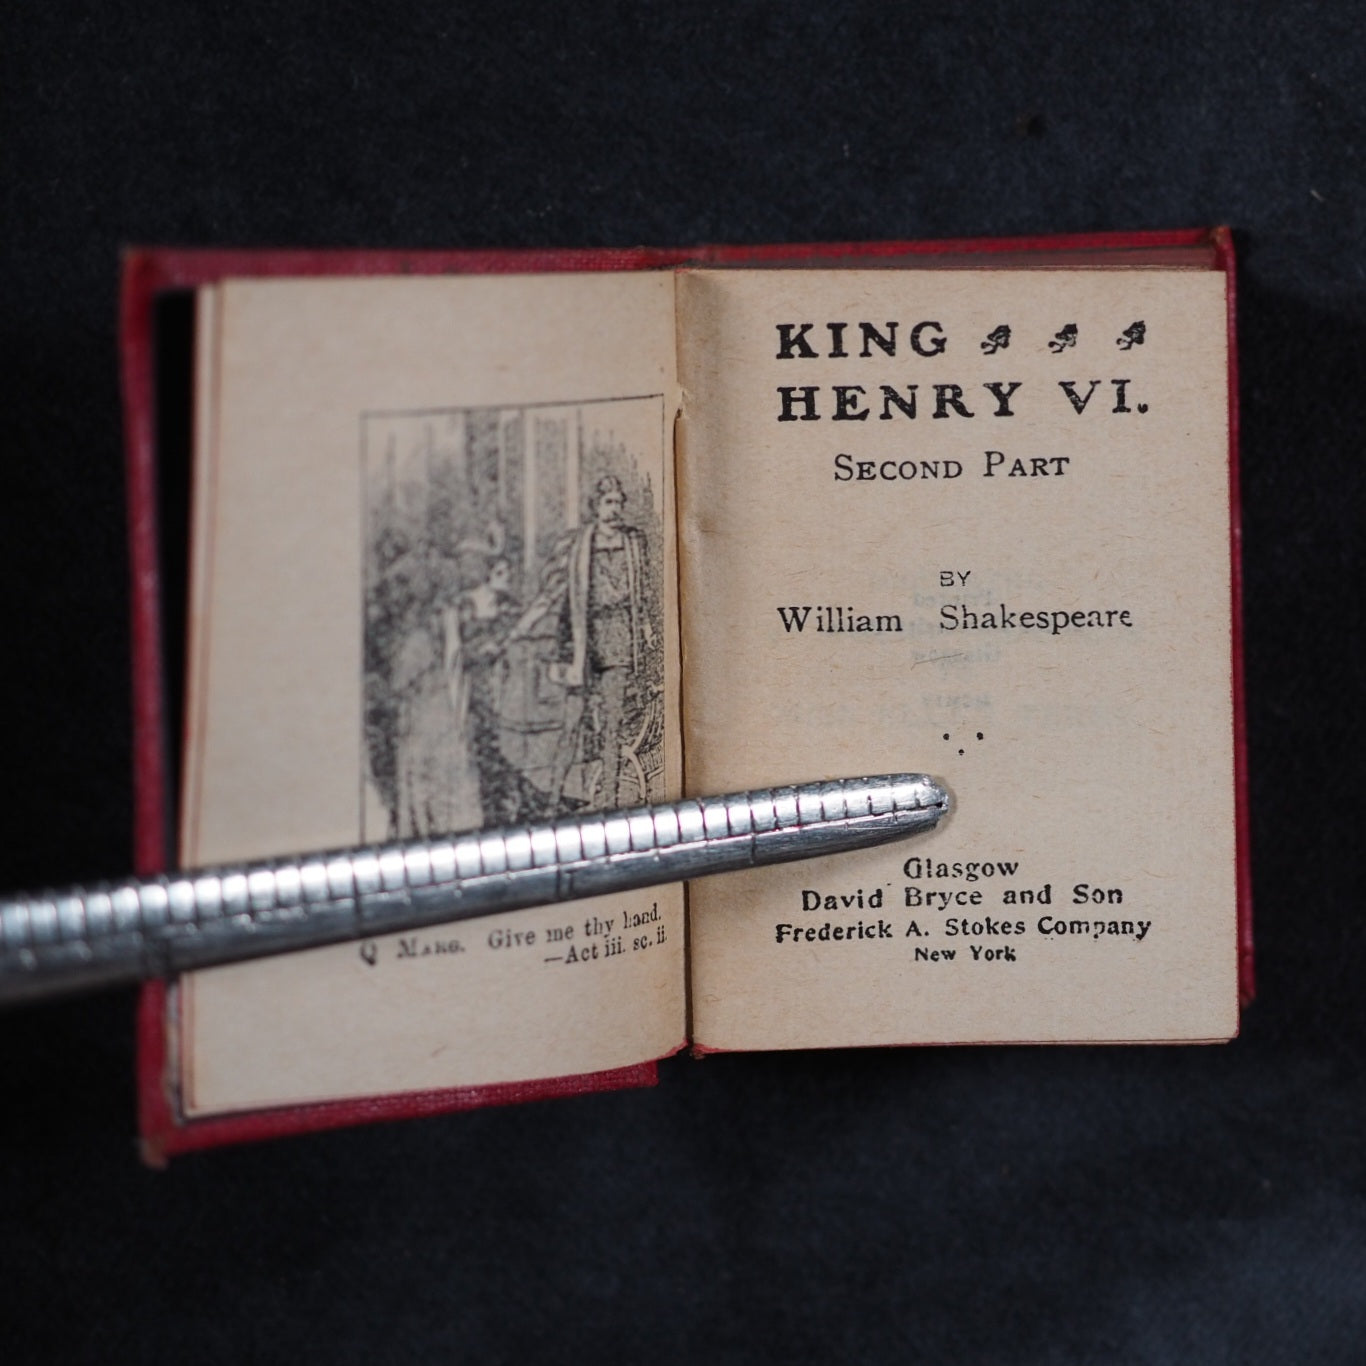 Q Marg. Give me thy hand.
—Act iii. sc. ii.
KING
HENRY VI.
Second Part
BY
William Shakespeare
Glasgow
David Bryce and Son
Frederick A. Stokes Company
New York